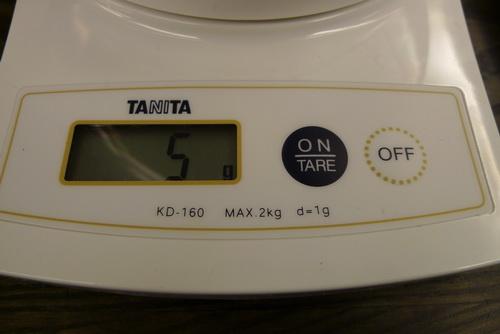 TANITA
5 g
ON
TARE
OFF
KD-160 MAX.2kg d=1g